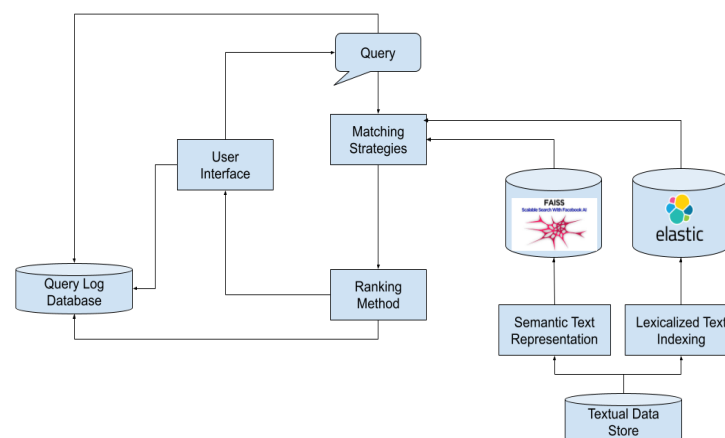 Query
Matching
Strategies
User
Interface
FAISS
Scalable Search With Facebook AI
elastic
Query Log
Database
Ranking
Method
Semantic Text
Representation
Lexicalized Text
Indexing
Textual Data
Store